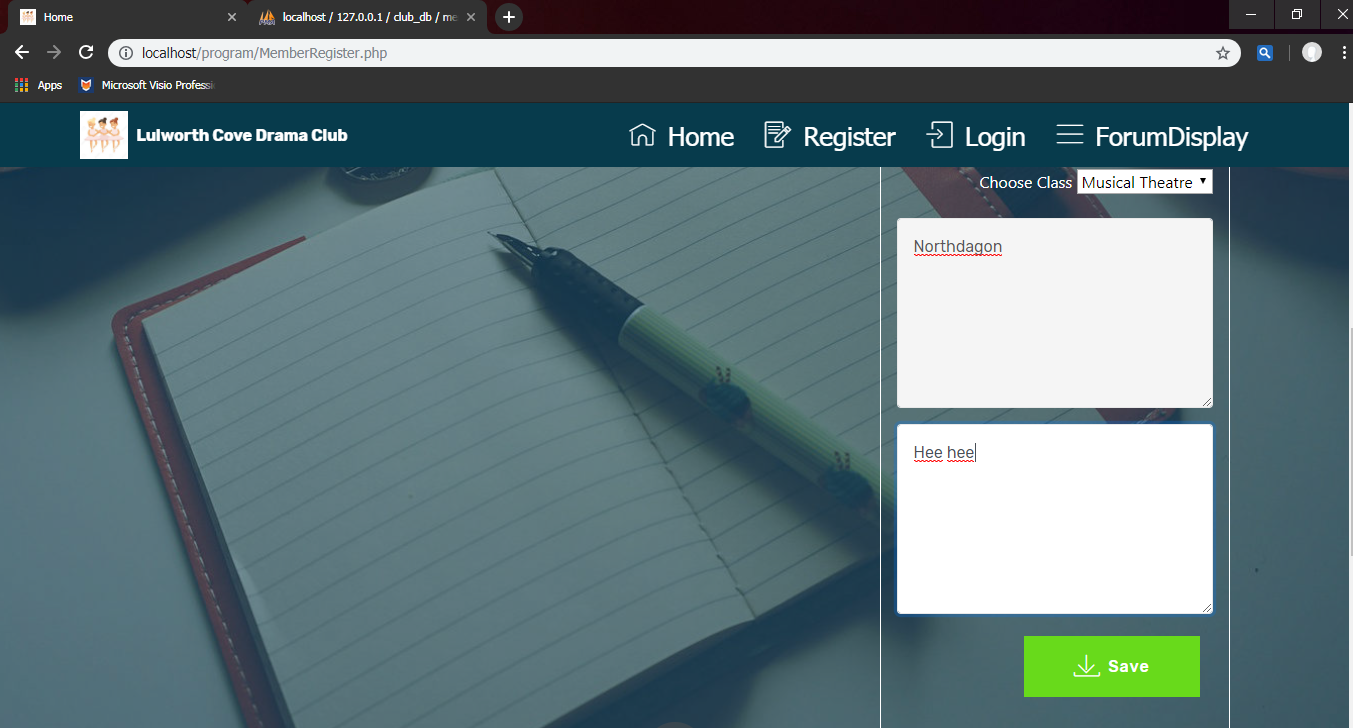 Home
localhost / 127.0.0.1 / club_db / me
localhost/program/MemberRegister.php
Apps
Microsoft Visio Professi
Lulworth Cove Drama Club
Home
Register
Login
ForumDisplay
Choose Class
Musical Theatre
Northdagon
Hee hee
Save